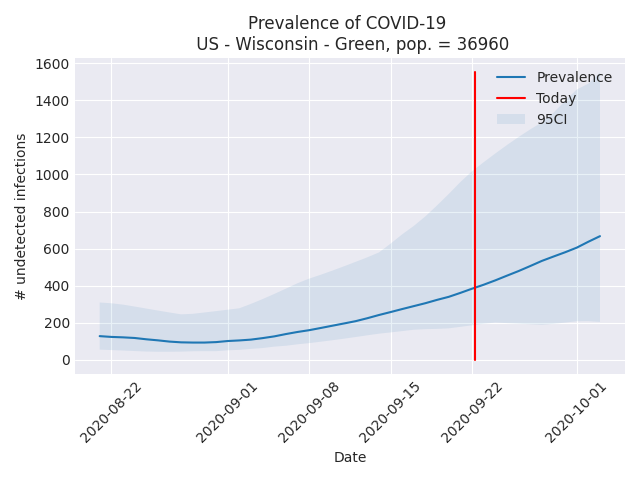 Prevalence of COVID-19
US - Wisconsin - Green, pop. = 36960
1600
1400
1200
1000
800
600
400
200
0
# undetected infections
Prevalence
Today
95CI
2020-08-22
2020-09-01
2020-09-08
2020-09-15
2020-09-22
2020-10-01
Date